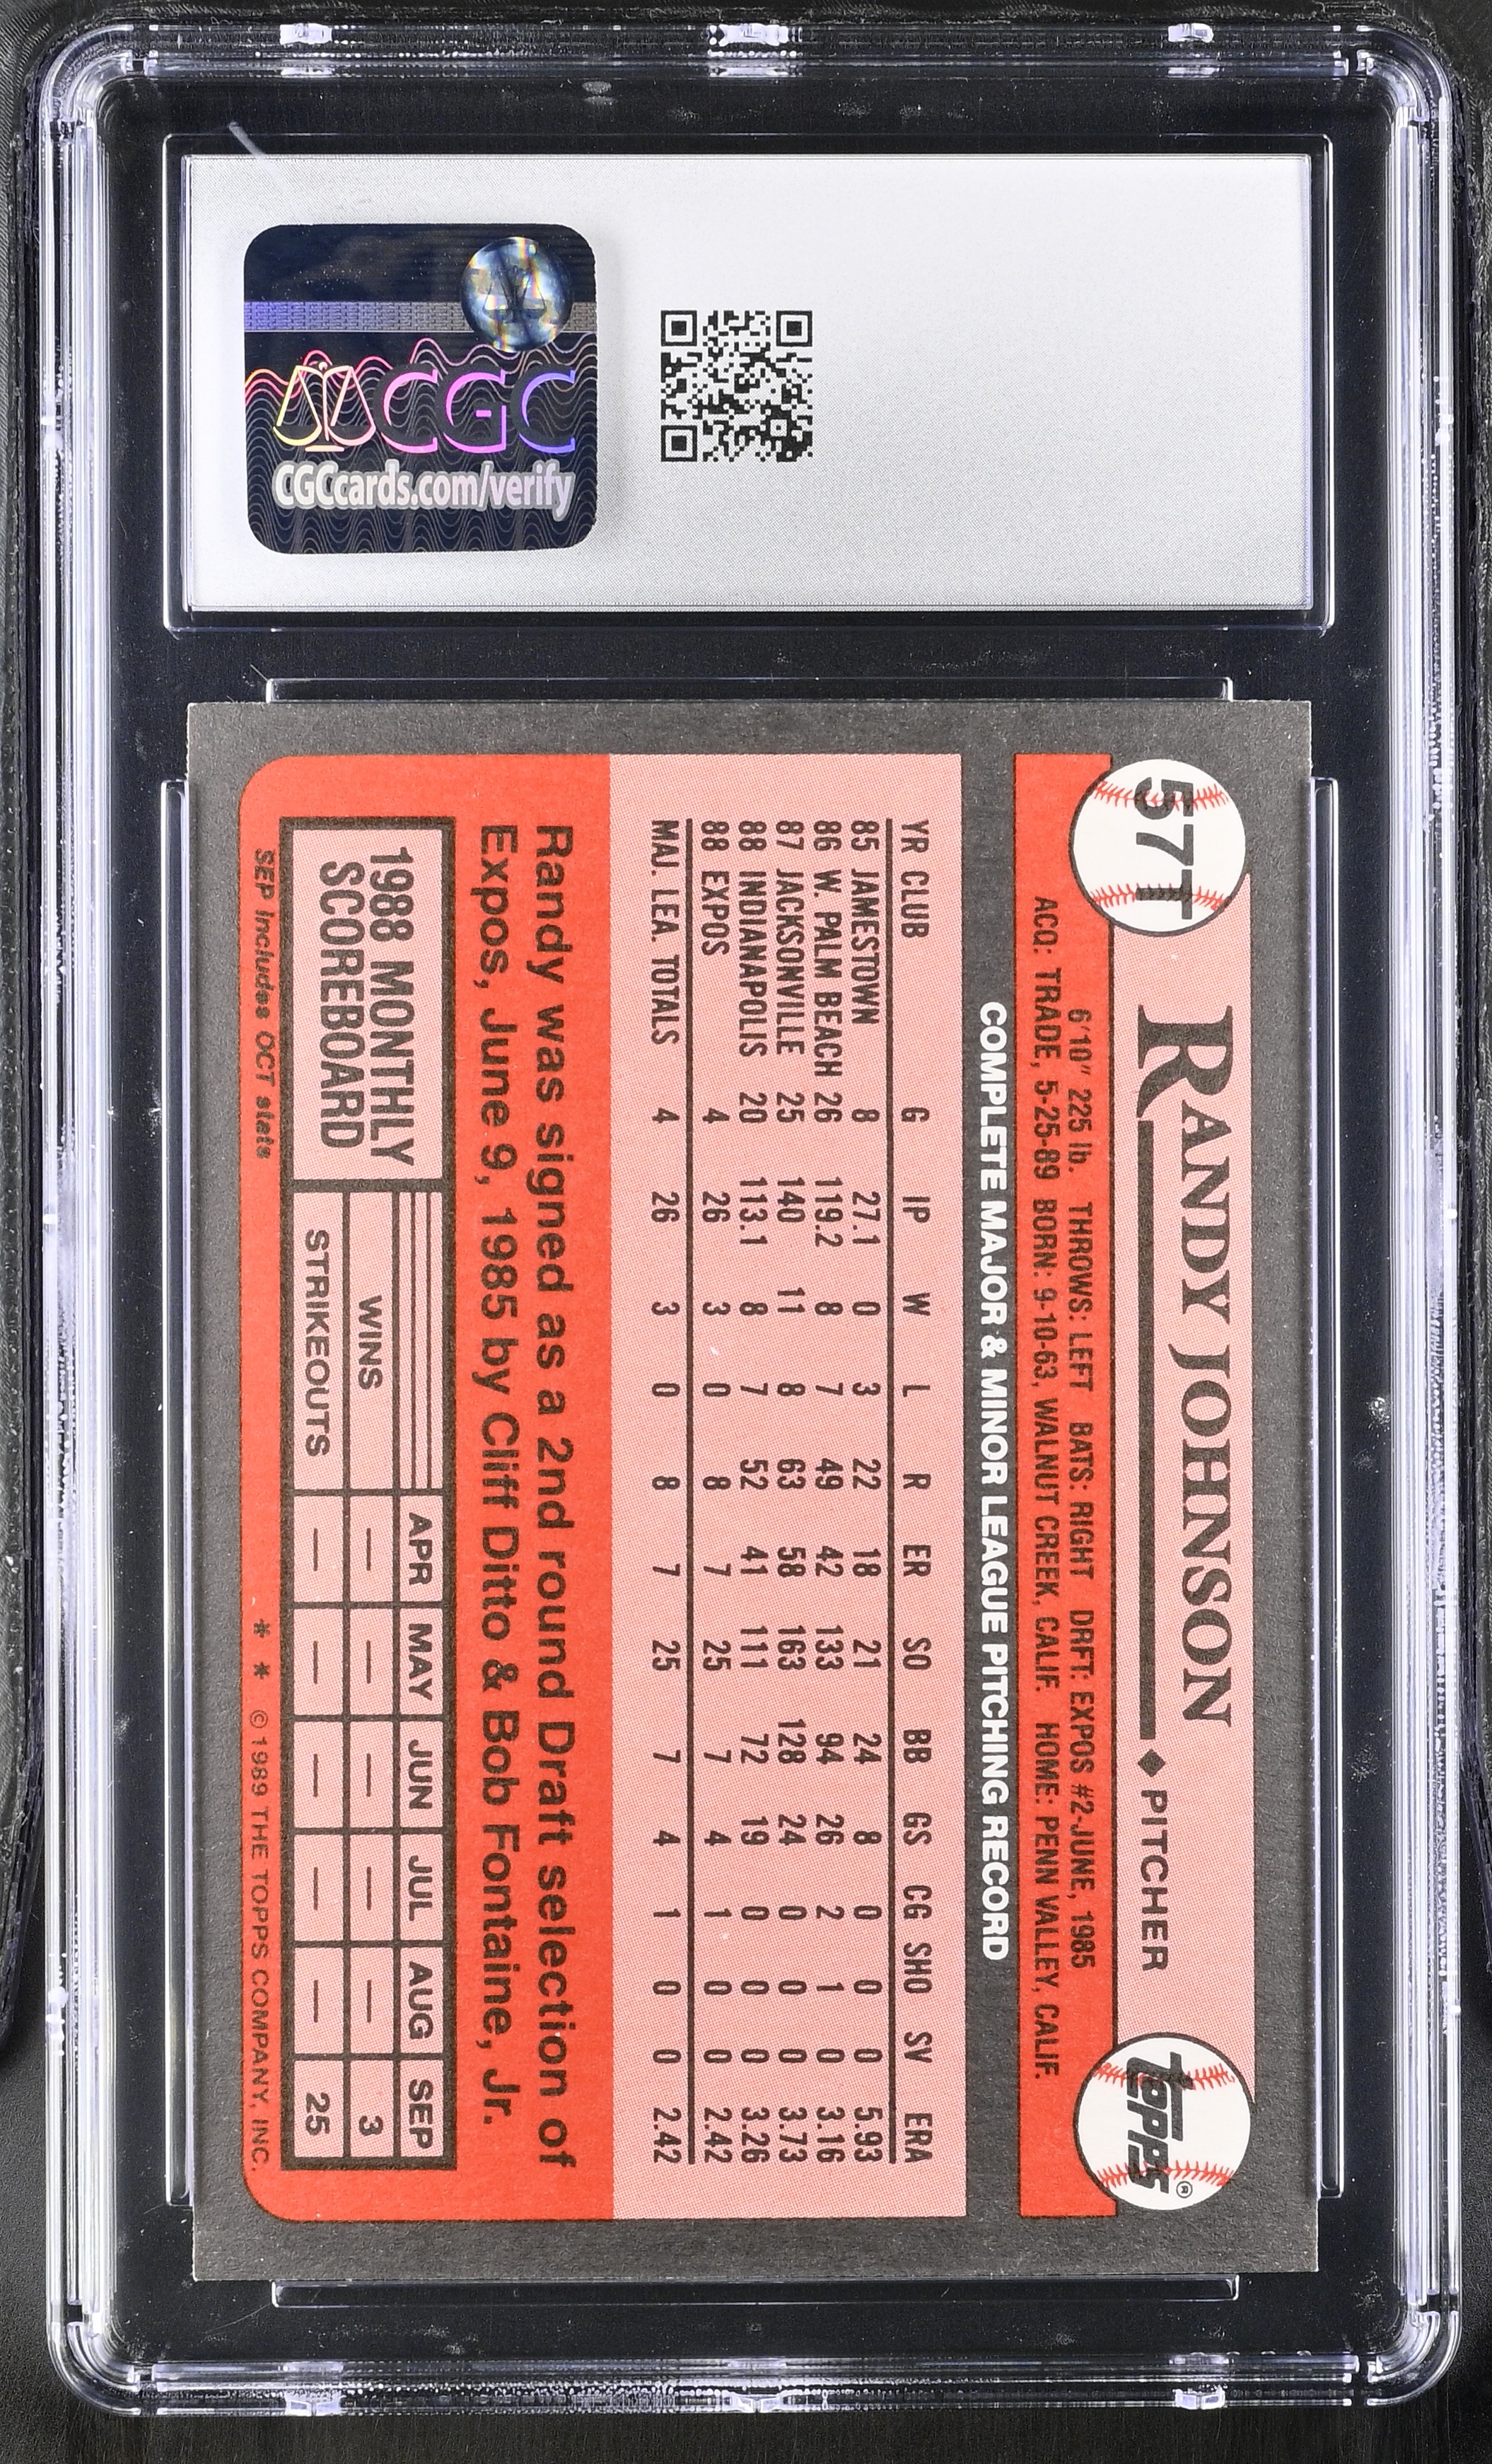 CGC
CGCcards.com/verify
57T
RANDY JOHNSON ◆ PITCHER
TOPPS®
6'10" 225 lb. THROWS: LEFT BATS: RIGHT DRFT: EXPOS #2-JUNE, 1985
ACQ: TRADE, 5-25-89 BORN: 9-10-63, WALNUT CREEK, CALIF. HOME: PENN VALLEY, CALIF.
COMPLETE MAJOR & MINOR LEAGUE PITCHING RECORD
YR CLUB G IP W L R ER SO BB GS CG SHO SV ERA
85 JAMESTOWN 8 27.1 0 3 22 18 21 24 8 0 0 0 5.93
86 W. PALM BEACH 26 119.2 8 7 49 42 133 94 26 2 1 0 3.16
87 JACKSONVILLE 25 140 11 8 63 58 163 128 24 0 0 0 3.73
88 INDIANAPOLIS 20 113.1 8 7 52 41 111 72 19 0 0 0 3.26
88 EXPOS 4 26 3 0 8 7 25 7 4 1 0 0 2.42
MAJ. LEA. TOTALS 4 26 3 0 8 7 25 7 4 1 0 0 2.42
Randy was signed as a 2nd round Draft selection of
Expos, June 9, 1985 by Cliff Ditto & Bob Fontaine, Jr.
1988 MONTHLY
SCOREBOARD
APR MAY JUN JUL AUG SEP
WINS — — — — — 3
STRIKEOUTS — — — — — 25
SEP includes OCT stats
* * © 1989 THE TOPPS COMPANY, INC.